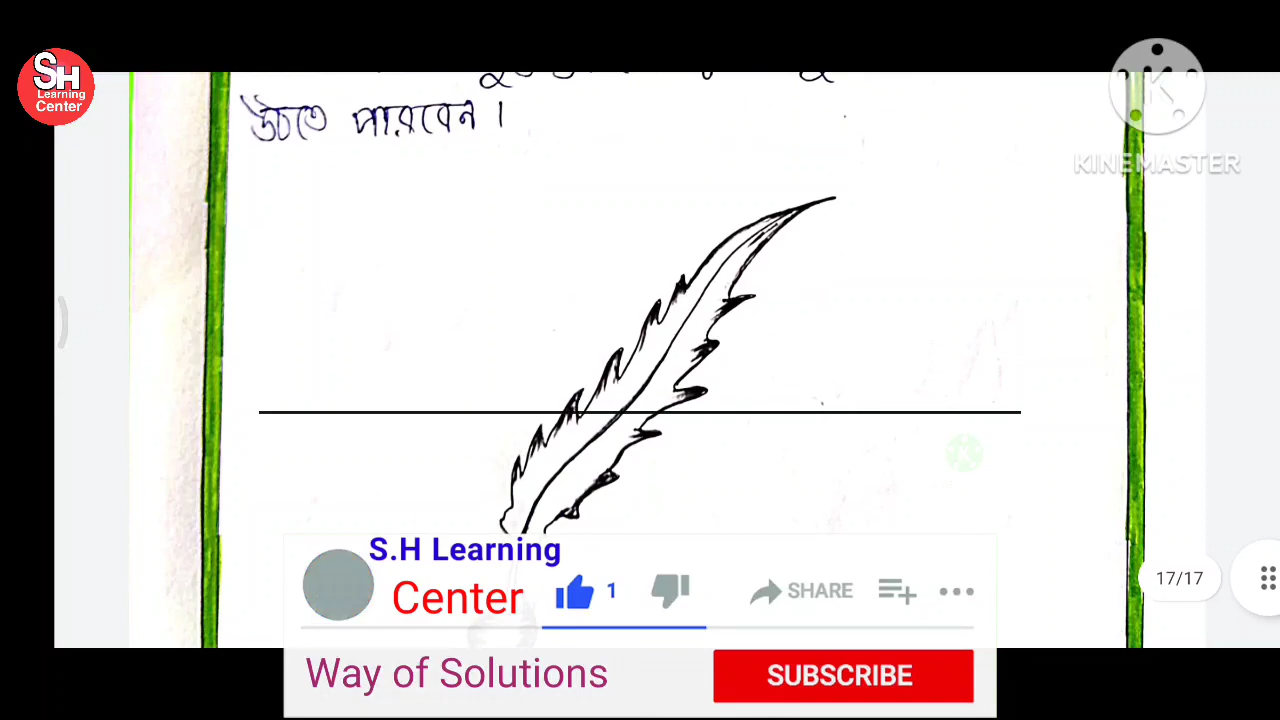 SH
Learning
Center
KINEMASTER
উঠতে পারবেন।
S.H Learning
Center
1
SHARE
17/17
Way of Solutions
SUBSCRIBE